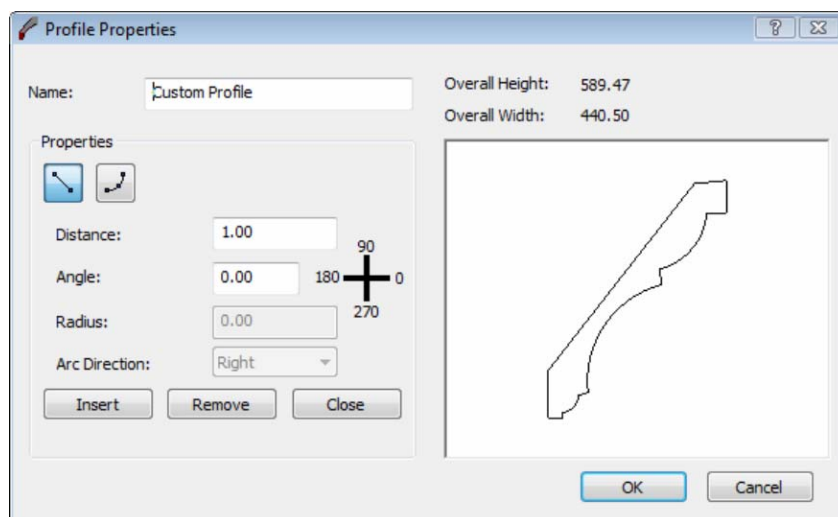 Profile Properties
Name: Custom Profile
Overall Height: 589.47
Overall Width: 440.50
Properties
Distance: 1.00
90
Angle: 0.00 180 0
270
Radius: 0.00
Arc Direction: Right
Insert Remove Close
OK Cancel